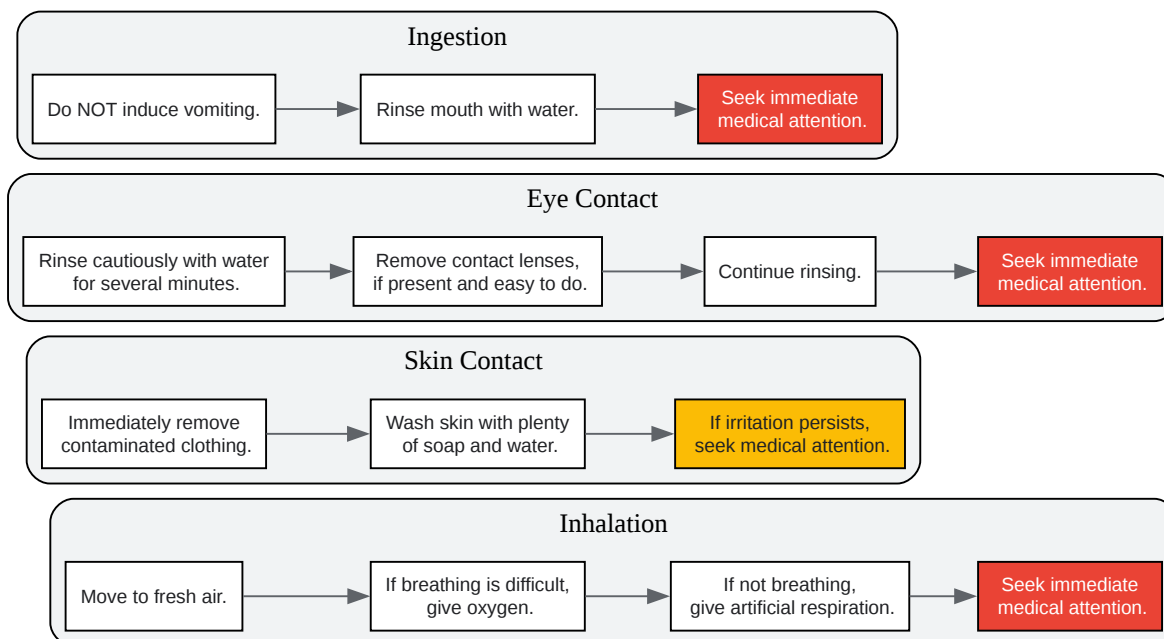 Ingestion
Do NOT induce vomiting.
Rinse mouth with water.
Seek immediate
medical attention.
Eye Contact
Rinse cautiously with water
for several minutes.
Remove contact lenses,
if present and easy to do.
Continue rinsing.
Seek immediate
medical attention.
Skin Contact
Immediately remove
contaminated clothing.
Wash skin with plenty
of soap and water.
If irritation persists,
seek medical attention.
Inhalation
Move to fresh air.
If breathing is difficult,
give oxygen.
If not breathing,
give artificial respiration.
Seek immediate
medical attention.